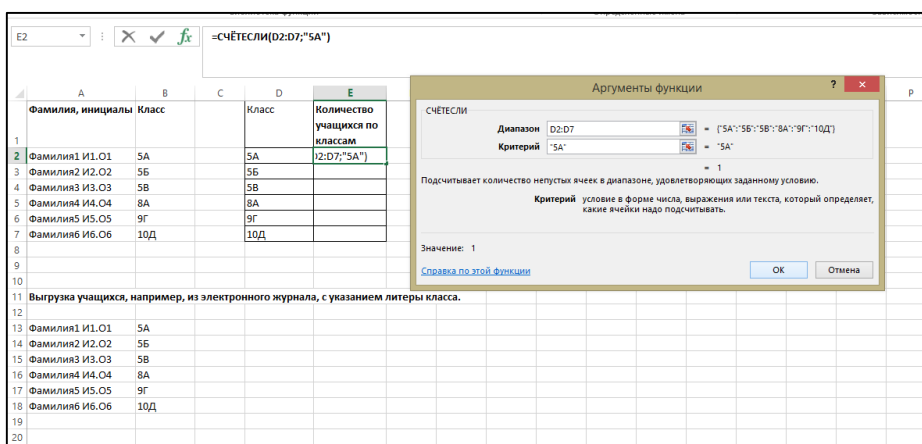 E2 fx =СЧЁТЕСЛИ(D2:D7;"5А")
A B C D E P
Фамилия, инициалы Класс Класс Количество
учащихся по
1 классам
2 Фамилия1 И1.О1 5А 5А )2:D7;"5А")
3 Фамилия2 И2.О2 5Б 5Б
4 Фамилия3 И3.О3 5В 5В
5 Фамилия4 И4.О4 8А 8А
6 Фамилия5 И5.О5 9Г 9Г
7 Фамилия6 И6.О6 10Д 10Д
8
9
10
11 Выгрузка учащихся, например, из электронного журнала, с указанием литеры класса.
12
13 Фамилия1 И1.О1 5А
14 Фамилия2 И2.О2 5Б
15 Фамилия3 И3.О3 5В
16 Фамилия4 И4.О4 8А
17 Фамилия5 И5.О5 9Г
18 Фамилия6 И6.О6 10Д
19
20
Аргументы функции ? ×
СЧЁТЕСЛИ
Диапазон D2:D7 = {"5А":"5Б":"5В":"8А":"9Г":"10Д"}
Критерий "5А" = "5А"
= 1
Подсчитывает количество непустых ячеек в диапазоне, удовлетворяющих заданному условию.
Критерий условие в форме числа, выражения или текста, который определяет,
какие ячейки надо подсчитывать.
Значение: 1
Справка по этой функции ОК Отмена